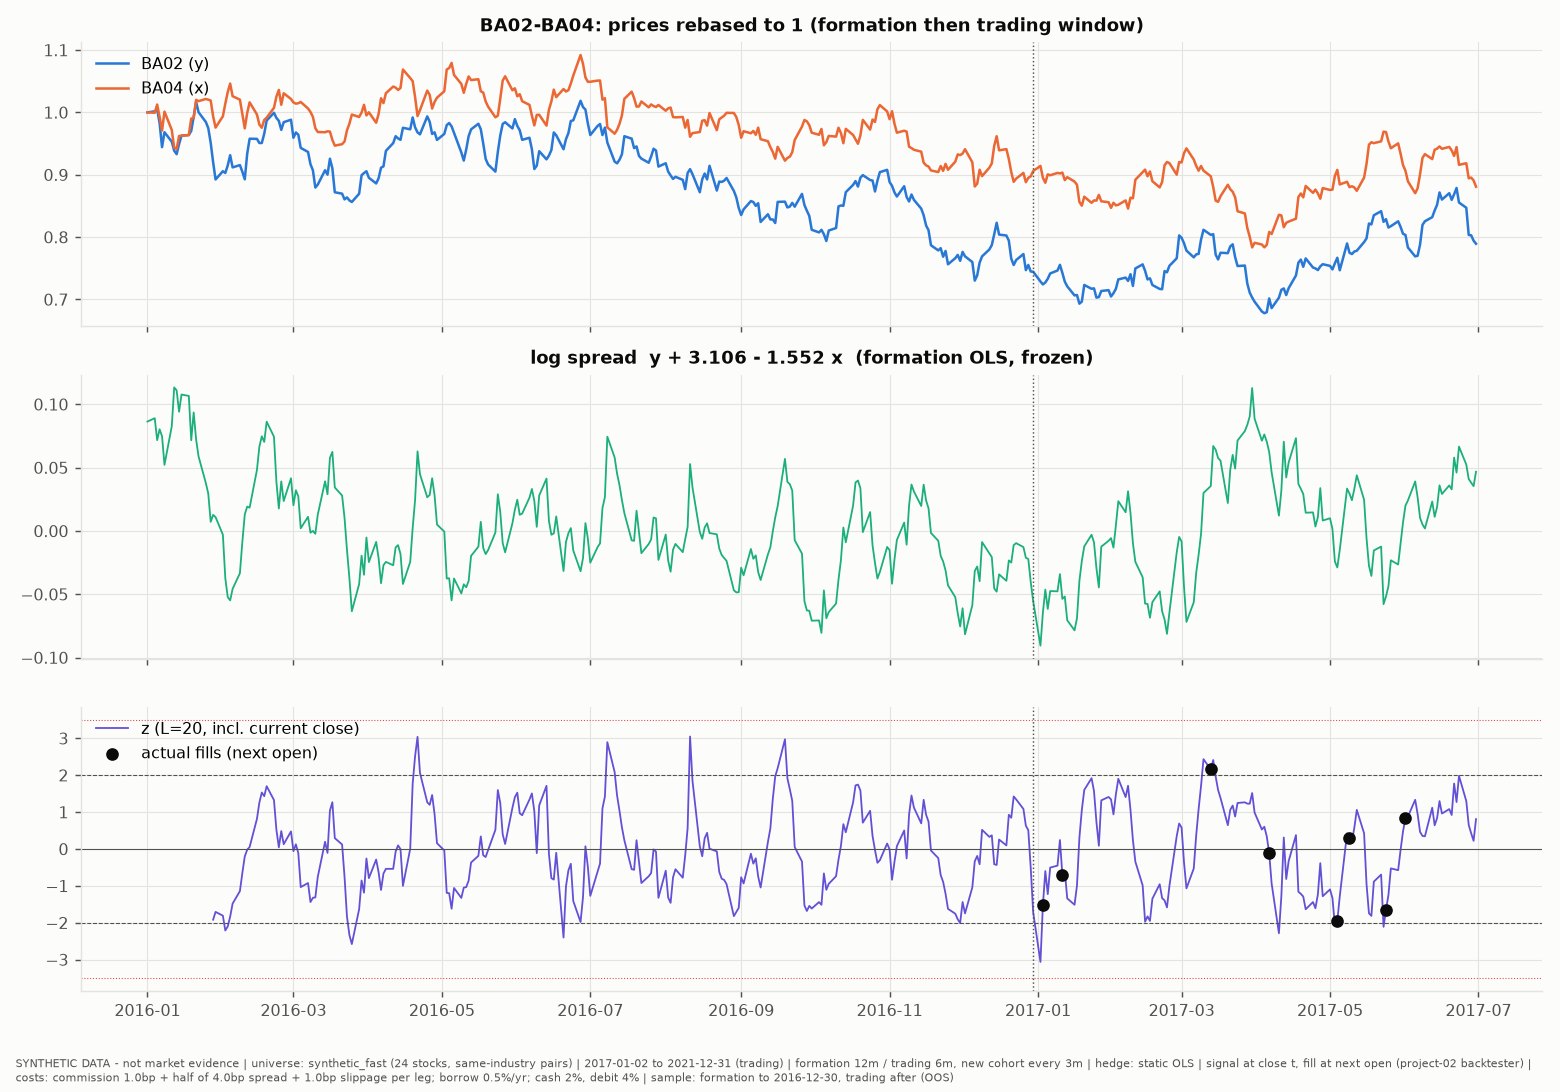 BA02-BA04: prices rebased to 1 (formation then trading window)
BA02 (y)
BA04 (x)
1.1
1.0
0.9
0.8
0.7
log spread  y + 3.106 - 1.552 x  (formation OLS, frozen)
0.10
0.05
0.00
−0.05
−0.10
z (L=20, incl. current close)
actual fills (next open)
3
2
1
0
−1
−2
−3
2016-01 2016-03 2016-05 2016-07 2016-09 2016-11 2017-01 2017-03 2017-05 2017-07
SYNTHETIC DATA - not market evidence | universe: synthetic_fast (24 stocks, same-industry pairs) | 2017-01-02 to 2021-12-31 (trading) | formation 12m / trading 6m, new cohort every 3m | hedge: static OLS | signal at close t, fill at next open (project-02 backtester) |
costs: commission 1.0bp + half of 4.0bp spread + 1.0bp slippage per leg; borrow 0.5%/yr; cash 2%, debit 4% | sample: formation to 2016-12-30, trading after (OOS)